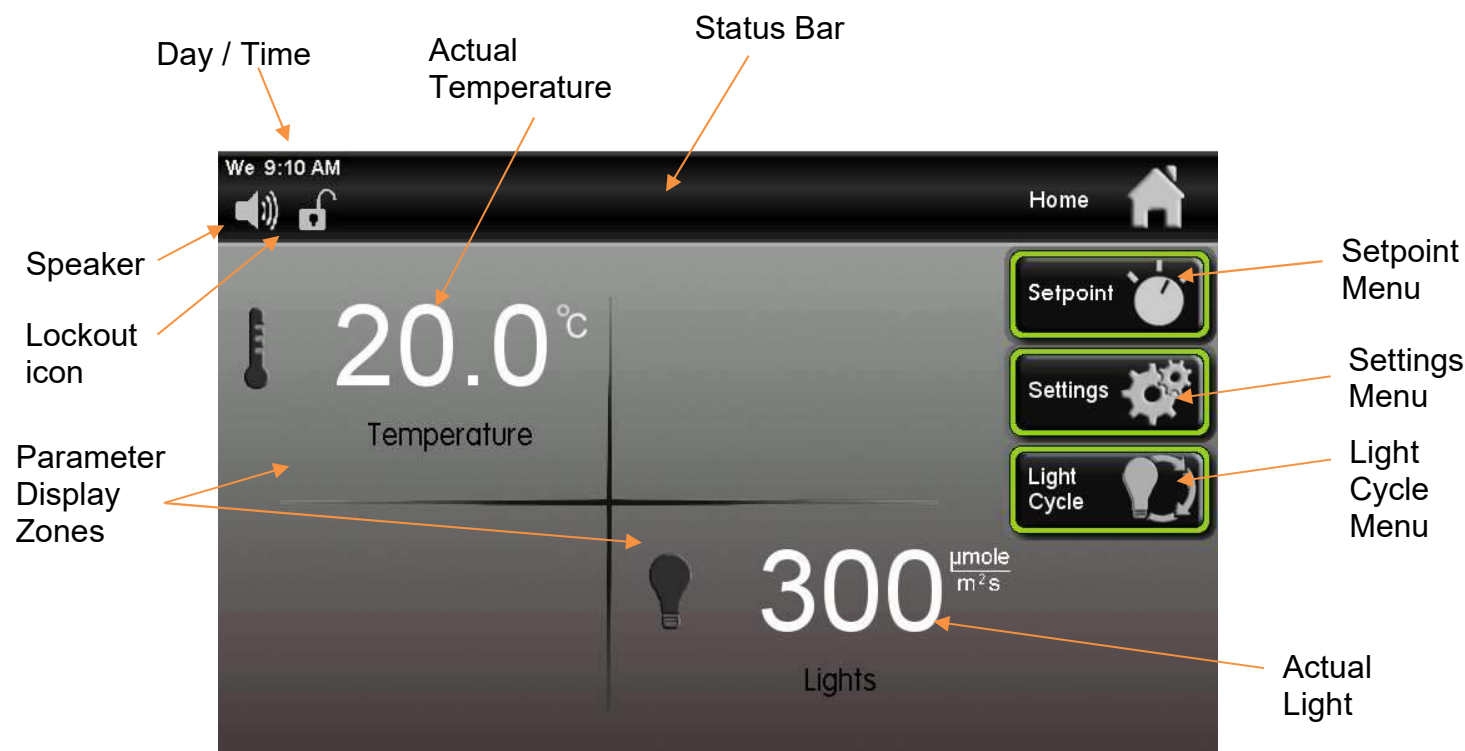 Status Bar
Day / Time
Actual
Temperature
We 9:10 AM
Home
Speaker
Setpoint
Setpoint
Menu
20.0 °C
Lockout
icon
Settings
Settings
Menu
Temperature
Parameter
Display
Zones
Light
Cycle
Light
Cycle
Menu
300 µmole
m²s
Lights
Actual
Light